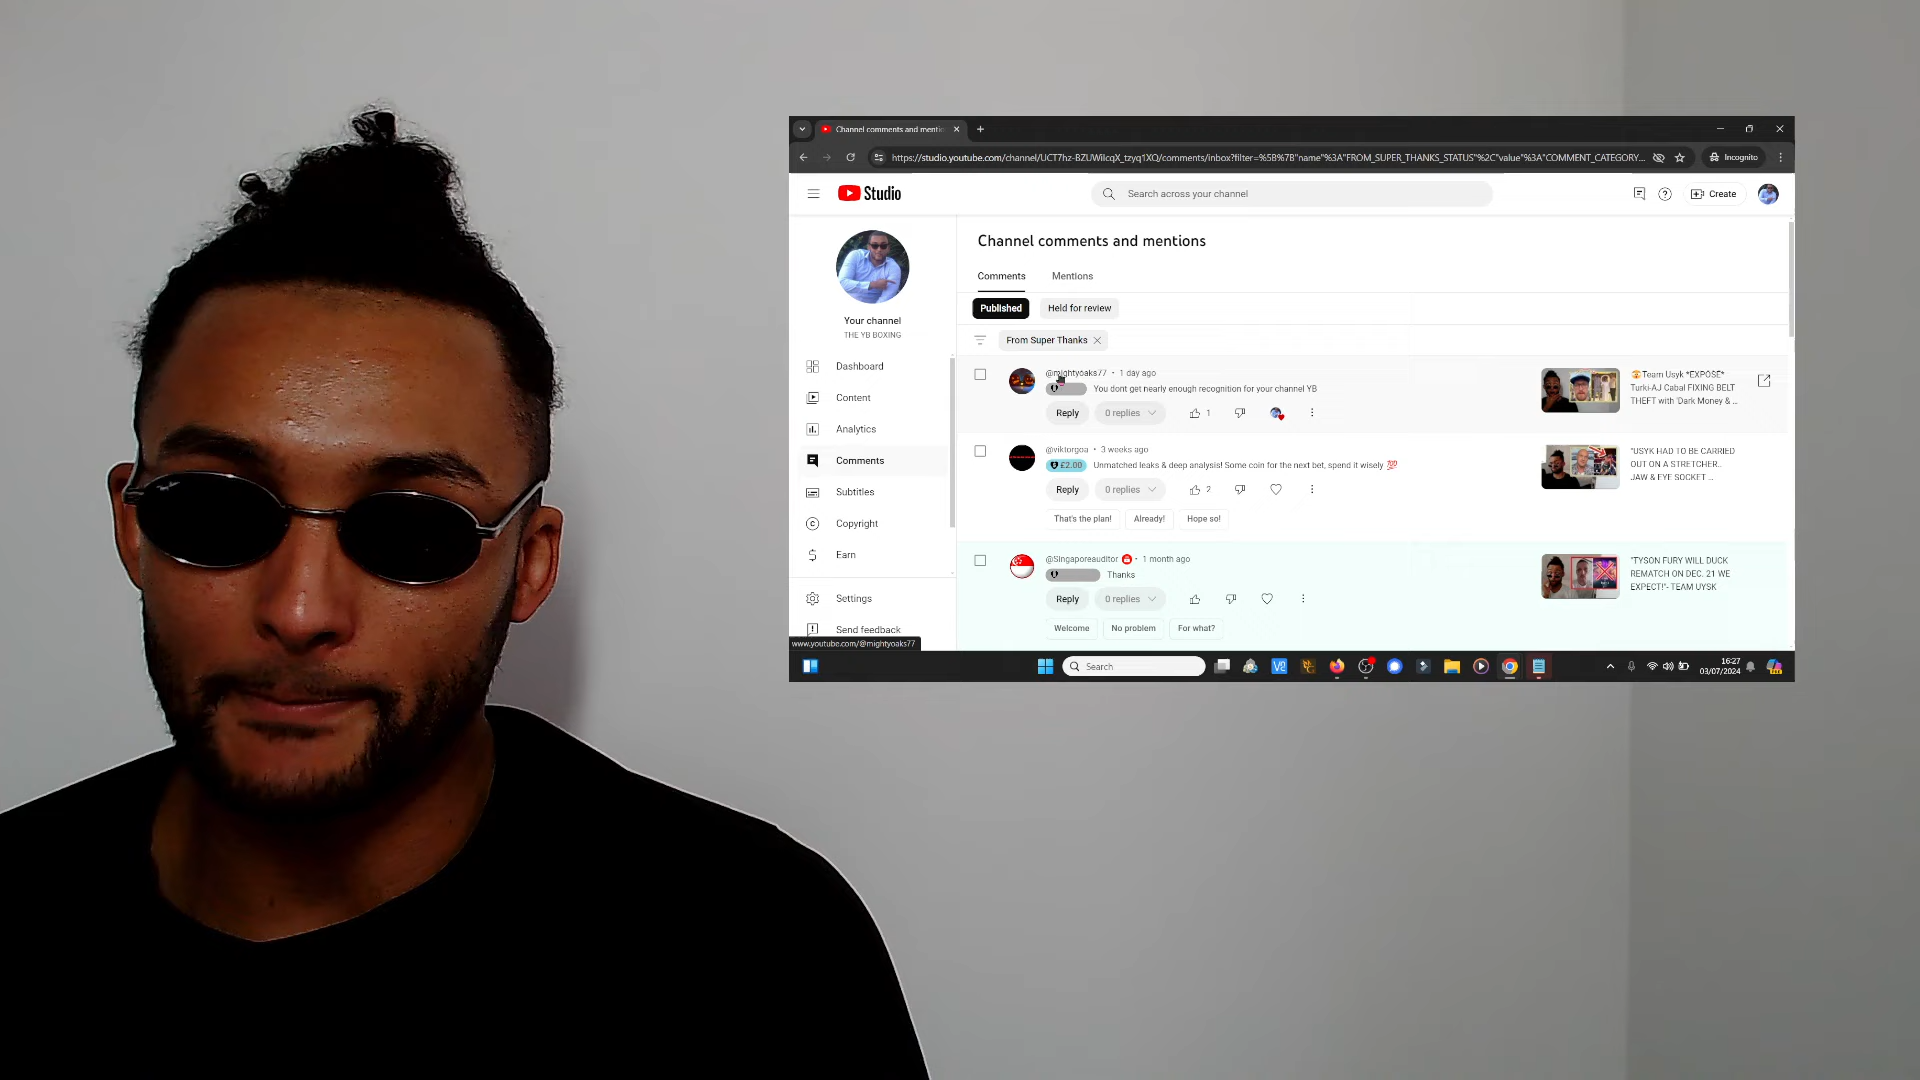 Channel comments and mentio
https://studio.youtube.com/channel/UCT7hz-BZUWiIcqX_tzyq1XQ/comments/inbox?filter=%5B%7B"name"%3A"FROM_SUPER_THANKS_STATUS"%2C"value"%3A"COMMENT_CATEGORY...
Incognito
Studio
Search across your channel
Create
Channel comments and mentions
Comments
Mentions
Published
Held for review
From Super Thanks
Your channel
THE YB BOXING
Dashboard
Content
Analytics
Comments
Subtitles
Copyright
Earn
Settings
Send feedback
www.youtube.com/@mightyoaks77
@mightyoaks77 • 1 day ago
You dont get nearly enough recognition for your channel YB
Reply
0 replies
1
😱Team Usyk *EXPOSE*
Turki-AJ Cabal FIXING BELT
THEFT with 'Dark Money & ...
@viktorgoa • 3 weeks ago
£2.00 Unmatched leaks & deep analysis! Some coin for the next bet, spend it wisely 💯
Reply
0 replies
2
That's the plan!
Already!
Hope so!
"USYK HAD TO BE CARRIED
OUT ON A STRETCHER..
JAW & EYE SOCKET ...
@Singaporeauditor • 1 month ago
Thanks
Reply
0 replies
Welcome
No problem
For what?
"TYSON FURY WILL DUCK
REMATCH ON DEC. 21 WE
EXPECT!"- TEAM UYSK
Search
16:27
03/07/2024